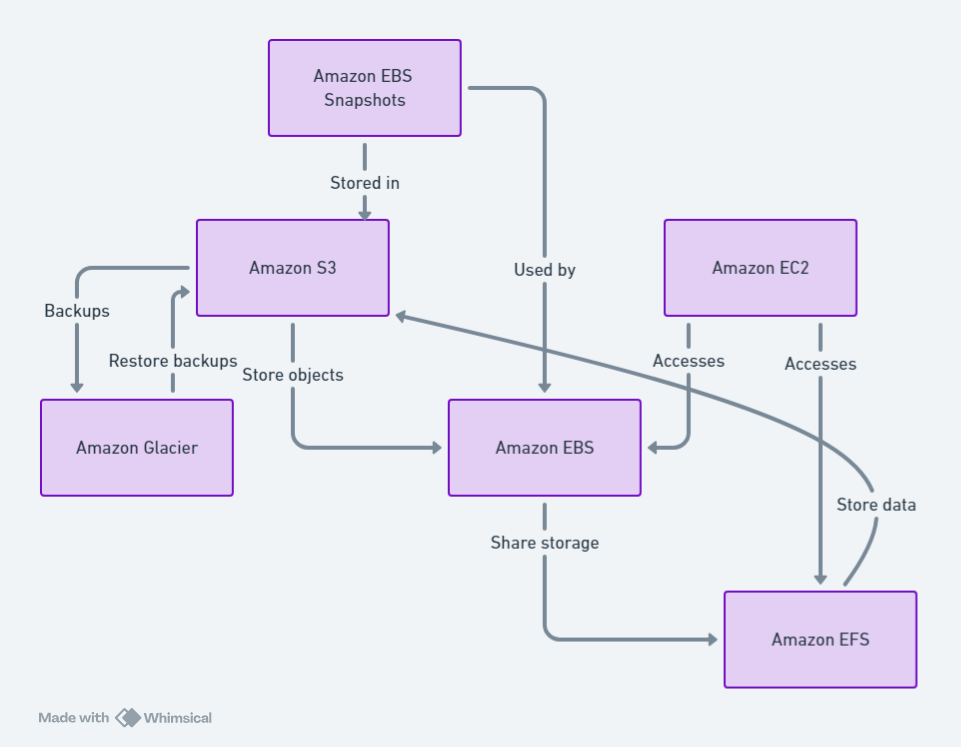 Amazon EBS
Snapshots
Stored in
Amazon S3
Used by
Amazon EC2
Backups
Restore backups
Store objects
Accesses
Accesses
Amazon Glacier
Amazon EBS
Store data
Share storage
Amazon EFS
Made with Whimsical